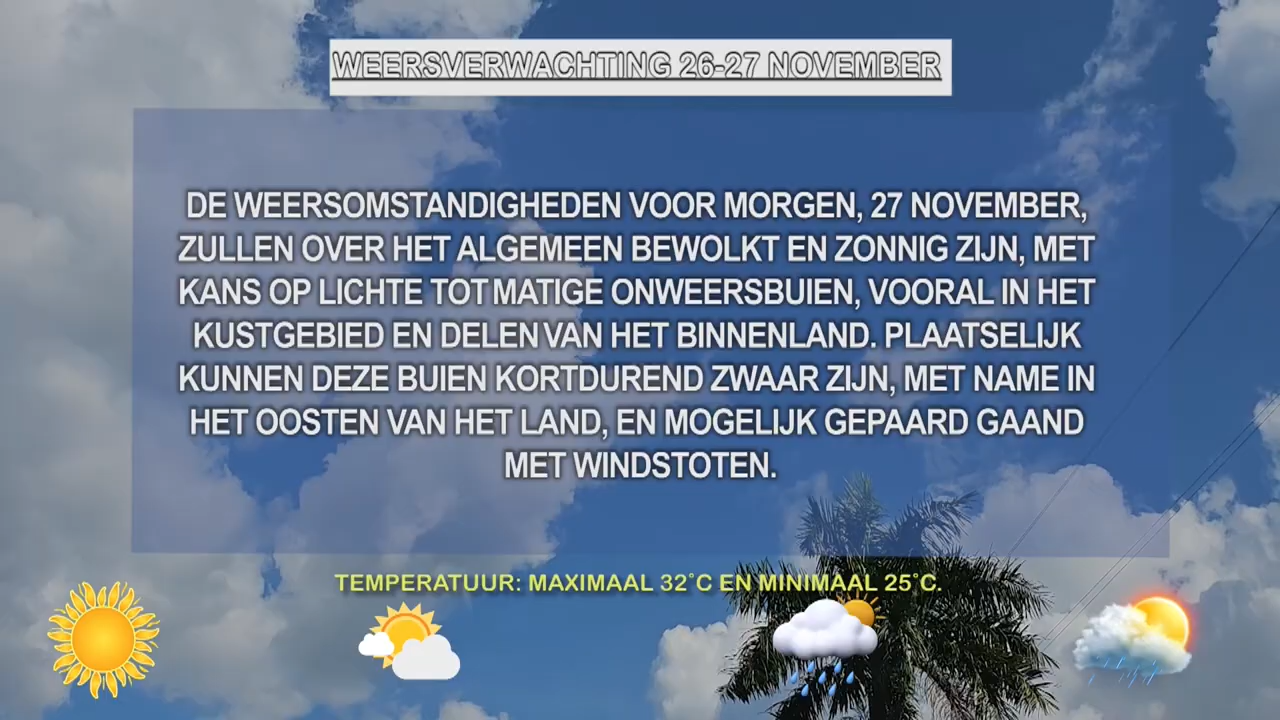 WEERSVERWACHTING 26-27 NOVEMBER
DE WEERSOMSTANDIGHEDEN VOOR MORGEN, 27 NOVEMBER,
ZULLEN OVER HET ALGEMEEN BEWOLKT EN ZONNIG ZIJN, MET
KANS OP LICHTE TOT MATIGE ONWEERSBUIEN, VOORAL IN HET
KUSTGEBIED EN DELEN VAN HET BINNENLAND. PLAATSELIJK
KUNNEN DEZE BUIEN KORTDUREND ZWAAR ZIJN, MET NAME IN
HET OOSTEN VAN HET LAND, EN MOGELIJK GEPAARD GAAND
MET WINDSTOTEN.
TEMPERATUUR: MAXIMAAL 32°C EN MINIMAAL 25°C.